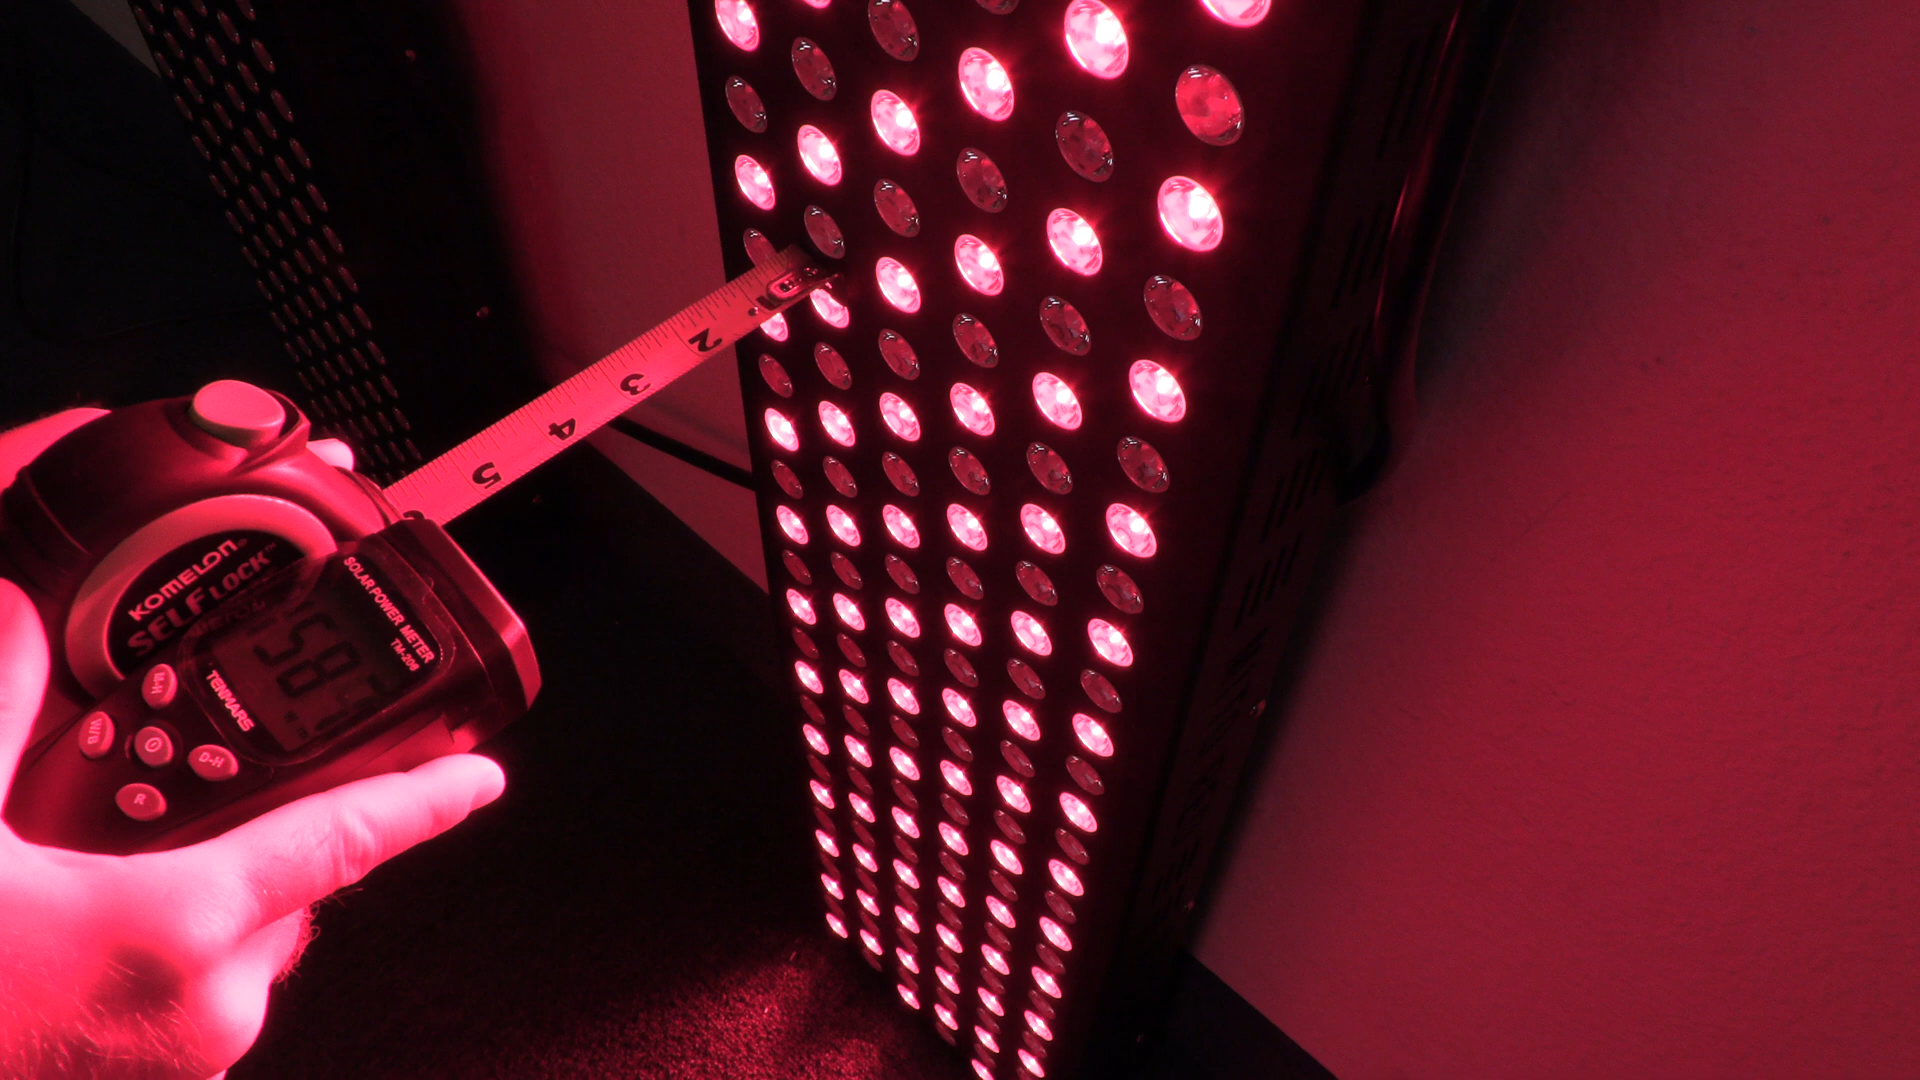 2
3
4
5
KOMELON
SELFLOCK
SOLAR POWER METER
TM-206
TENMARS
D-H
R